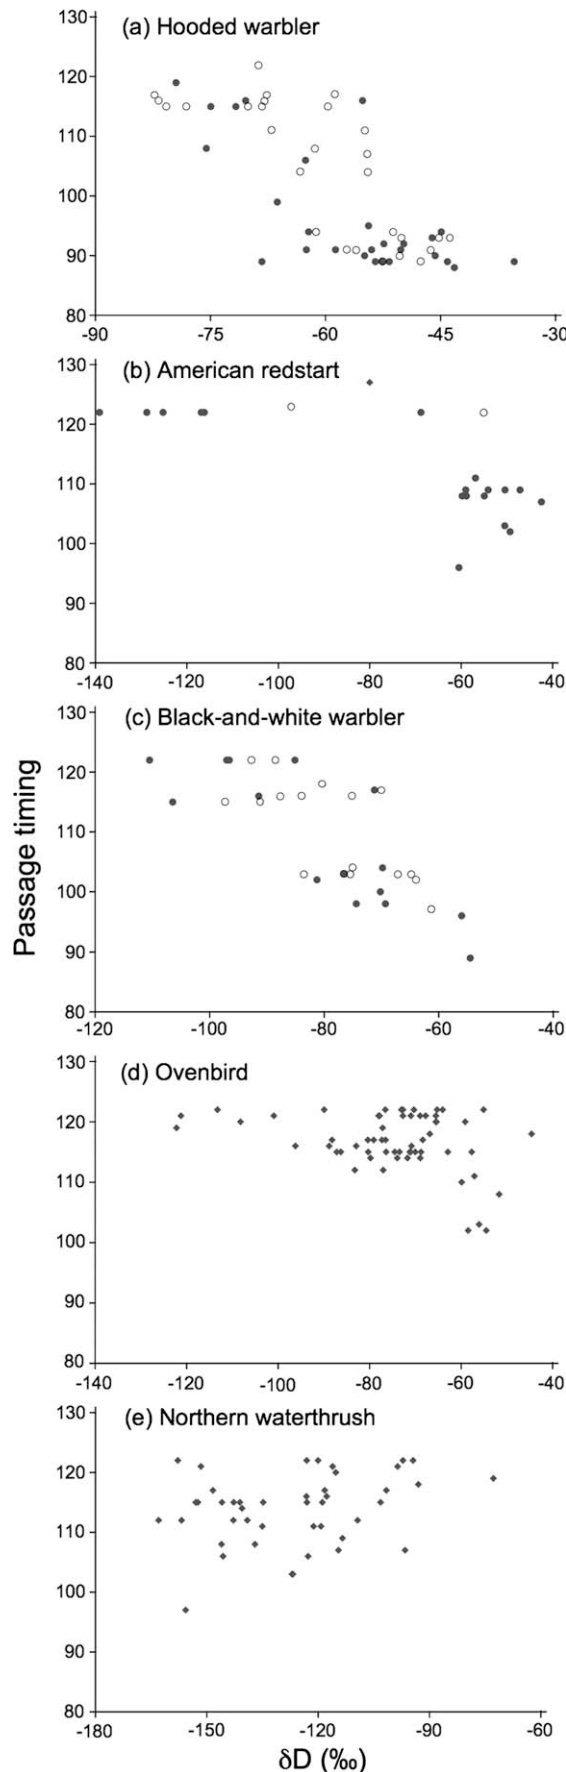 (a) Hooded warbler
130
120
110
100
90
80
-90 -75 -60 -45 -30
(b) American redstart
130
120
110
100
90
80
-140 -120 -100 -80 -60 -40
(c) Black-and-white warbler
130
120
110
100
90
80
-120 -100 -80 -60 -40
Passage timing
(d) Ovenbird
130
120
110
100
90
80
-140 -120 -100 -80 -60 -40
(e) Northern waterthrush
130
120
110
100
90
80
-180 -150 -120 -90 -60
δD (‰)